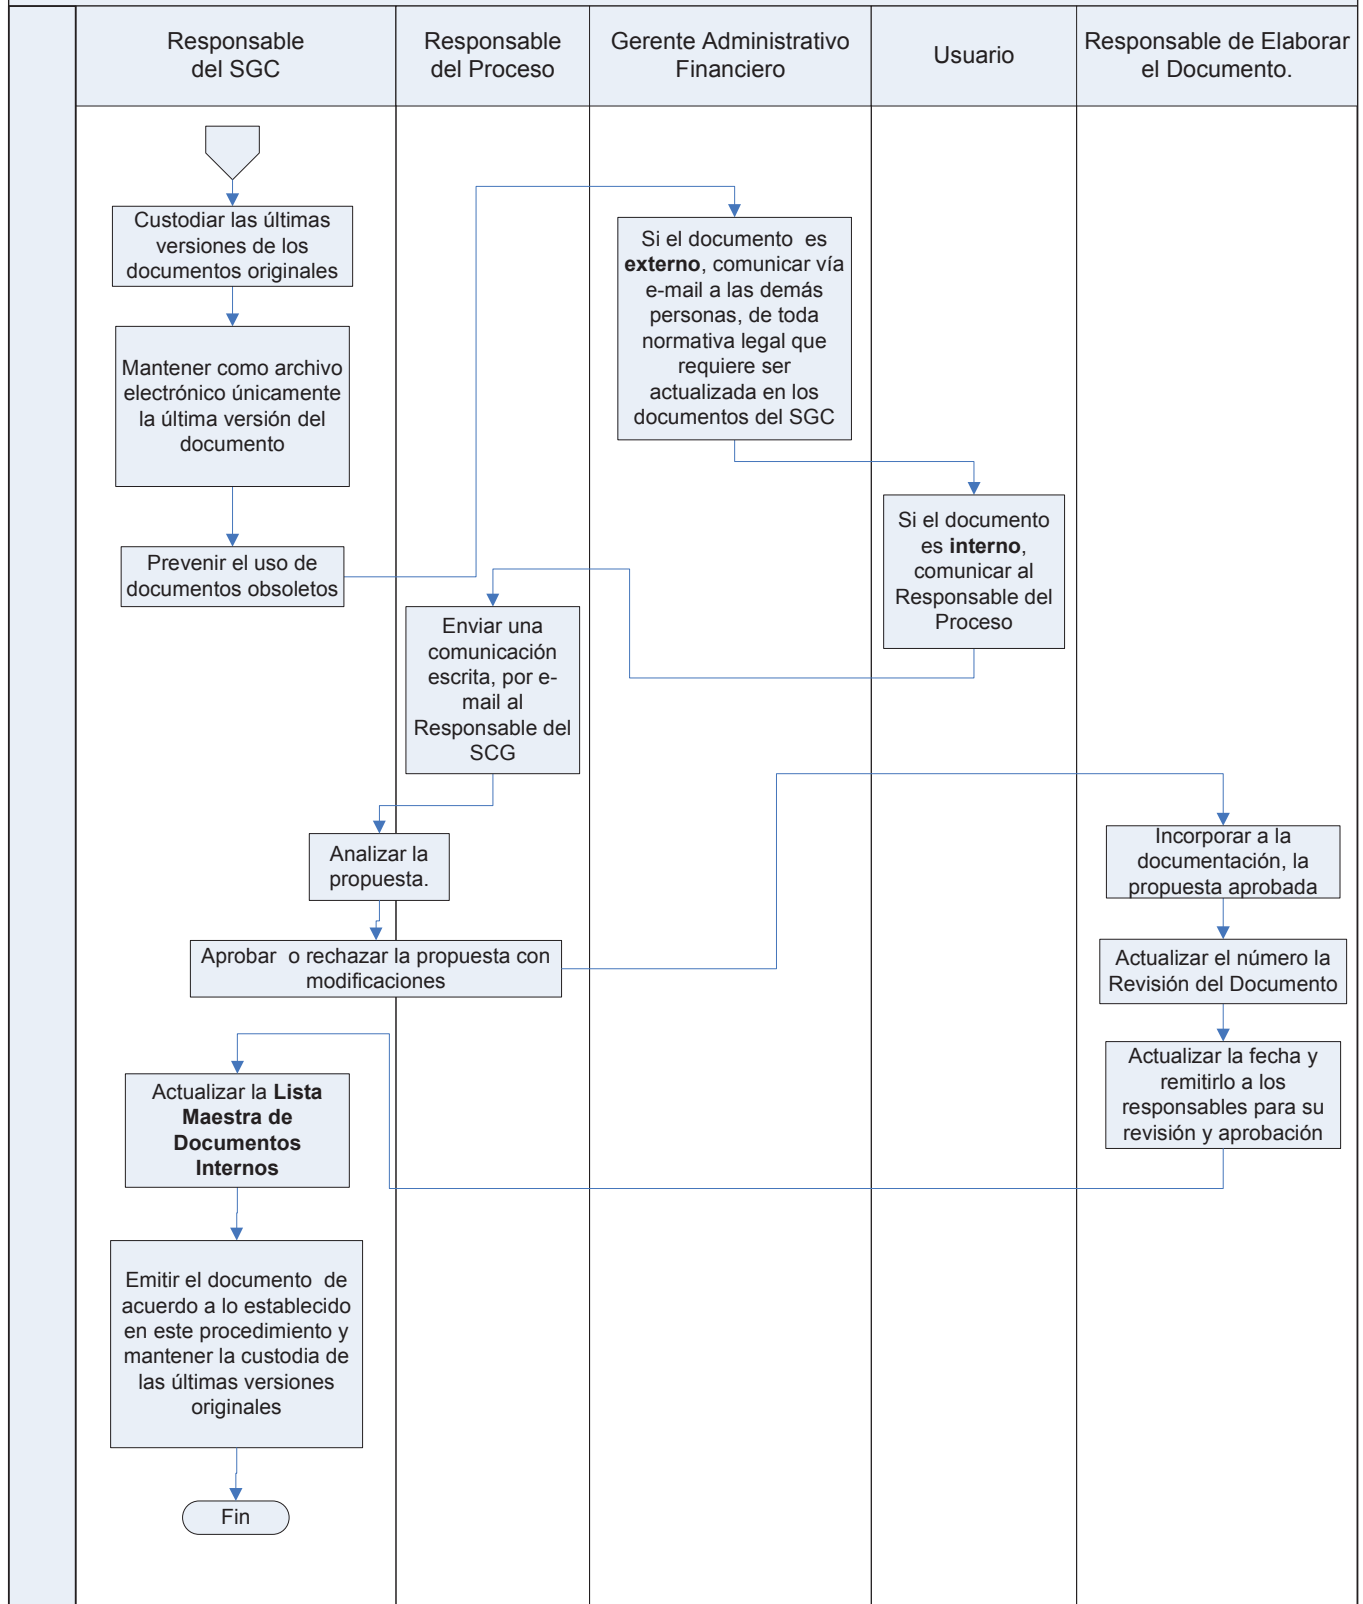 Responsable
del SGC
Responsable
del Proceso
Gerente Administrativo
Financiero
Usuario
Responsable de Elaborar
el Documento.
Custodiar las últimas
versiones de los
documentos originales
Mantener como archivo
electrónico únicamente
la última versión del
documento
Prevenir el uso de
documentos obsoletos
Si el documento es
externo, comunicar vía
e-mail a las demás
personas, de toda
normativa legal que
requiere ser
actualizada en los
documentos del SGC
Si el documento
es interno,
comunicar al
Responsable del
Proceso
Enviar una
comunicación
escrita, por e-
mail al
Responsable del
SCG
Analizar la
propuesta.
Aprobar o rechazar la propuesta con
modificaciones
Incorporar a la
documentación, la
propuesta aprobada
Actualizar el número la
Revisión del Documento
Actualizar la fecha y
remitirlo a los
responsables para su
revisión y aprobación
Actualizar la Lista
Maestra de
Documentos
Internos
Emitir el documento de
acuerdo a lo establecido
en este procedimiento y
mantener la custodia de
las últimas versiones
originales
Fin